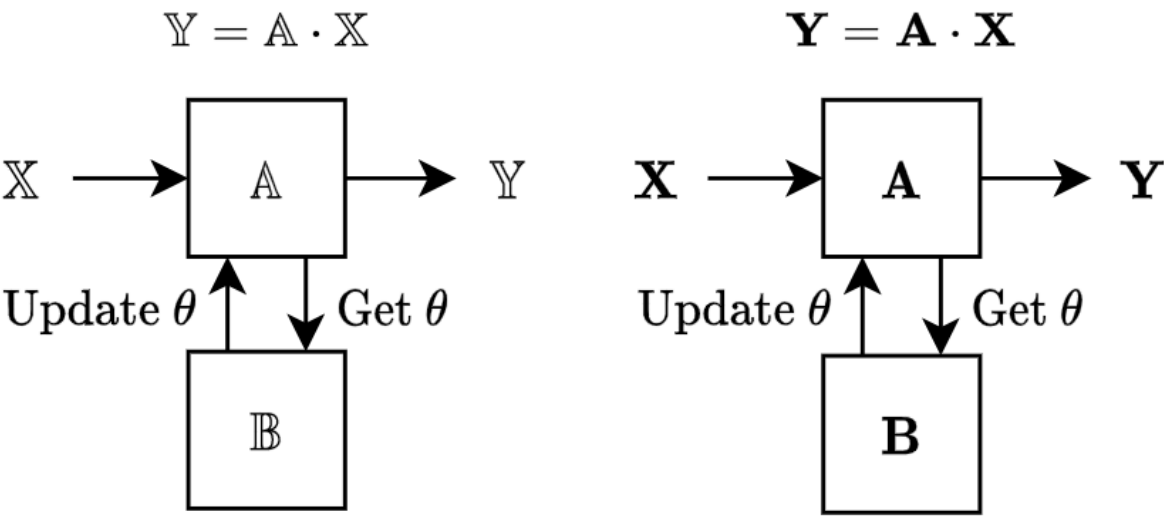 𝕐 = 𝔸 · 𝕏
𝕏
𝔸
𝕐
Update θ
Get θ
𝔹
𝐘 = 𝐀 · 𝐗
𝐗
𝐀
𝐘
Update θ
Get θ
𝐁